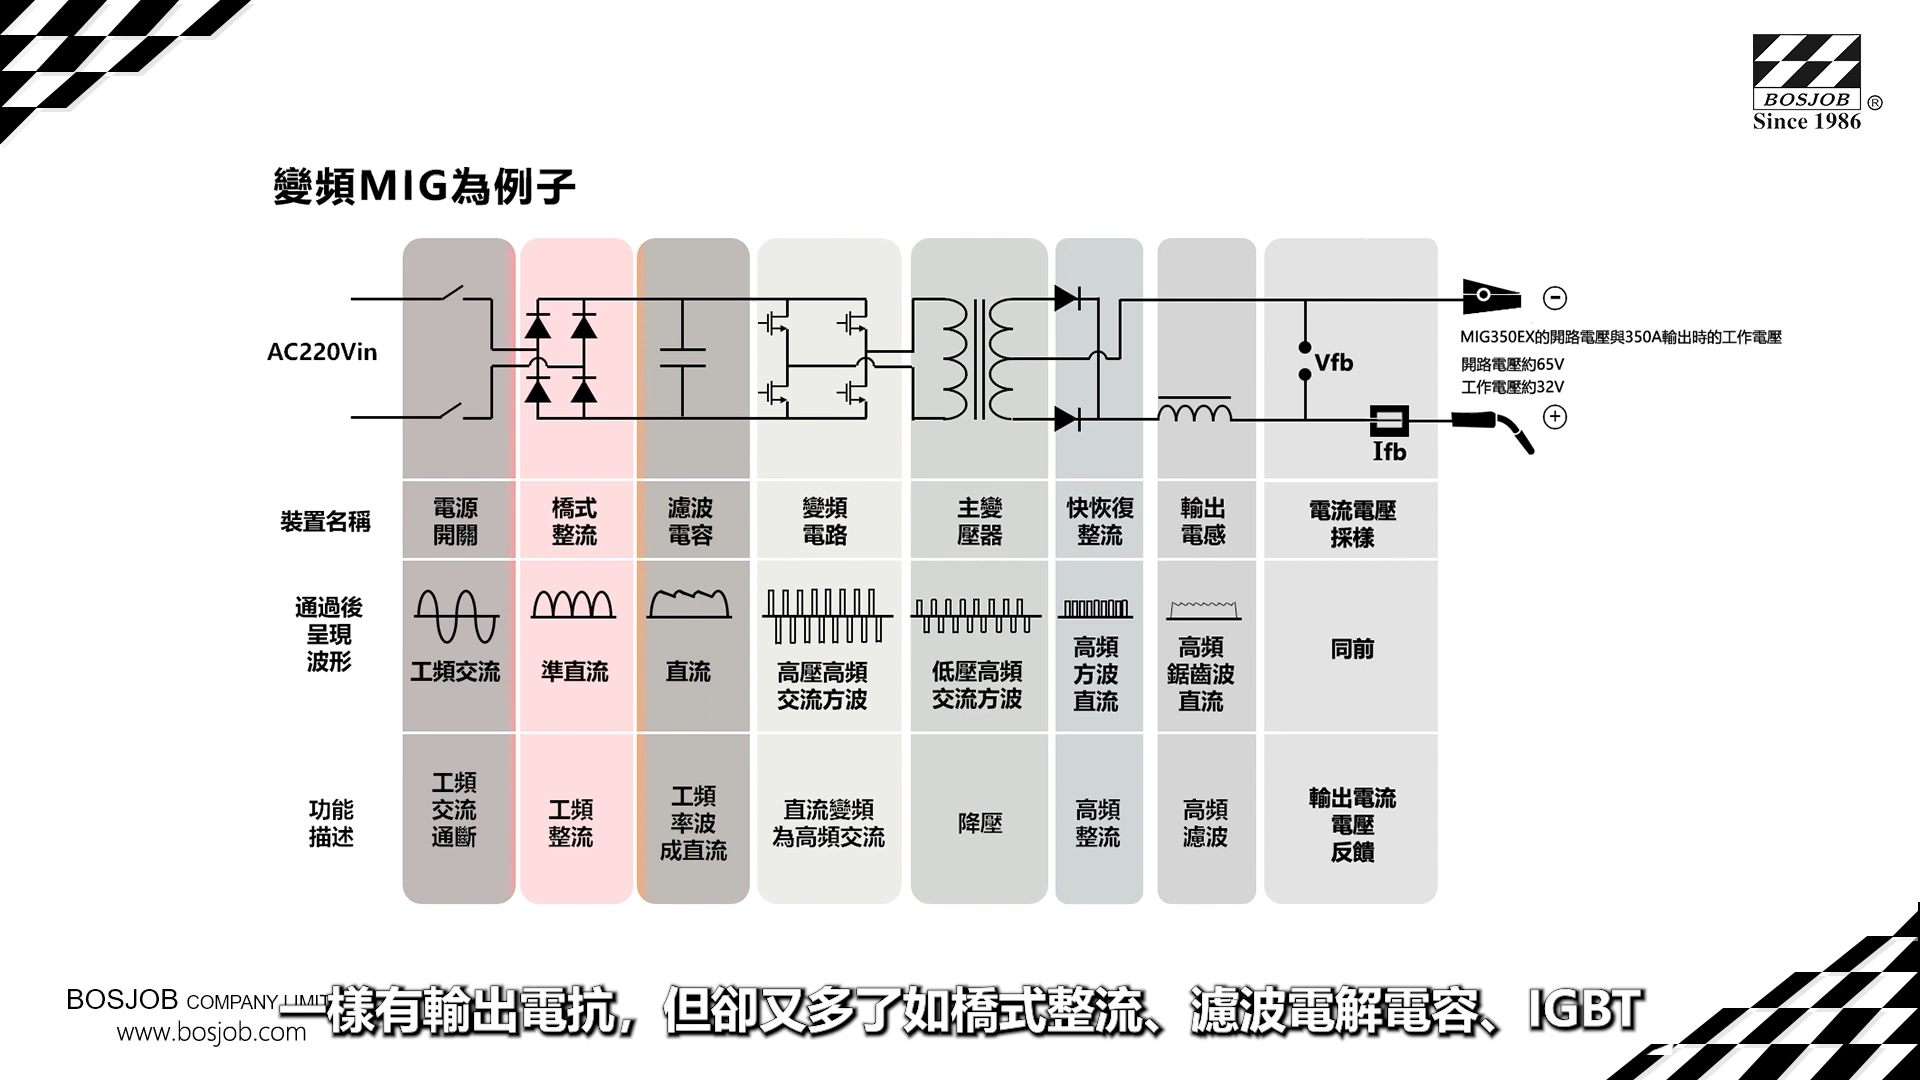 BOSJOB ®
Since 1986
變頻MIG為例子
AC220Vin
Vfb
Ifb
MIG350EX的開路電壓與350A輸出時的工作電壓
開路電壓約65V
工作電壓約32V
裝置名稱
電源
開關
橋式
整流
濾波
電容
變頻
電路
主變
壓器
快恢復
整流
輸出
電感
電流電壓
採樣
通過後
呈現
波形
工頻交流
準直流
直流
高壓高頻
交流方波
低壓高頻
交流方波
高頻
方波
直流
高頻
鋸齒波
直流
同前
功能
描述
工頻
交流
通斷
工頻
整流
工頻
率波
成直流
直流變頻
為高頻交流
降壓
高頻
整流
高頻
濾波
輸出電流
電壓
反饋
BOSJOB COMPANY
www.bosjob.com
一樣有輸出電抗，但卻又多了如橋式整流、濾波電解電容、IGBT